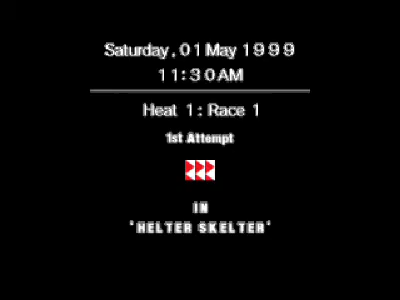 Saturday, 01 May 1999
11:30AM
Heat 1: Race 1
1st Attempt
IN
"HELTER SKELTER"